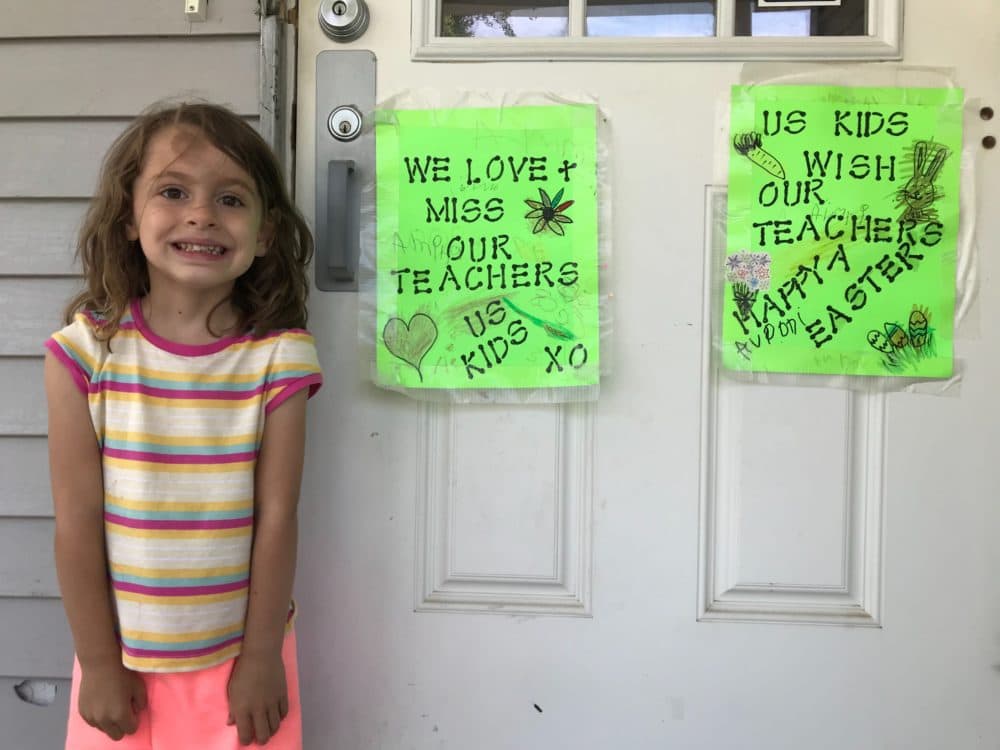 WE LOVE +
MISS
OUR
TEACHERS
US
KIDS
XO
US KIDS
WISH
OUR
TEACHERS
HAPPY A
EASTER